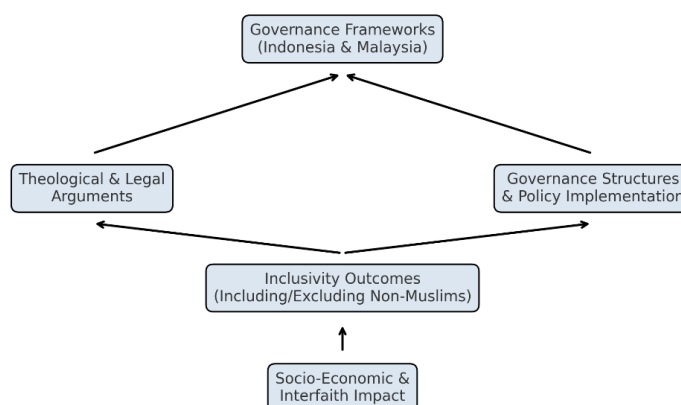 Governance Frameworks
(Indonesia & Malaysia)
Theological & Legal
Arguments
Governance Structures
& Policy Implementation
Inclusivity Outcomes
(Including/Excluding Non-Muslims)
Socio-Economic &
Interfaith Impact